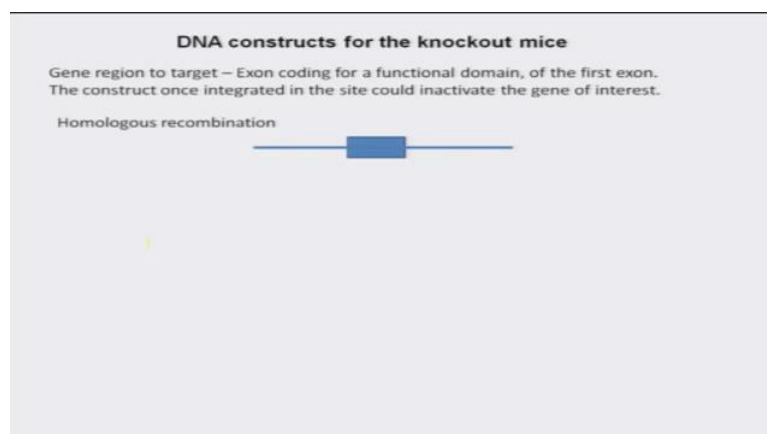 DNA constructs for the knockout mice
Gene region to target – Exon coding for a functional domain, of the first exon.
The construct once integrated in the site could inactivate the gene of interest.
Homologous recombination